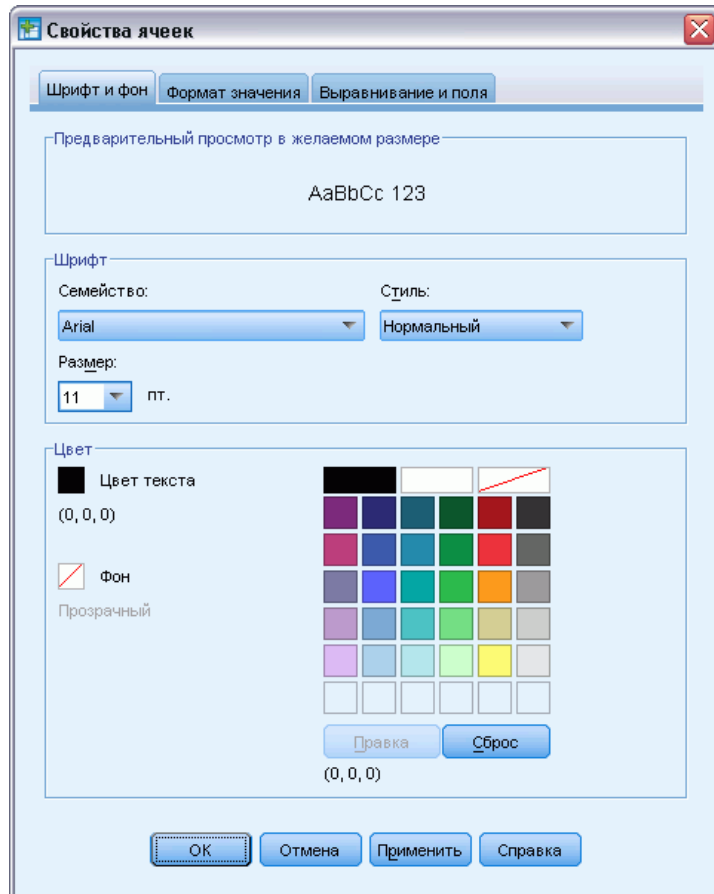 Свойства ячеек
Шрифт и фон Формат значения Выравнивание и поля
Предварительный просмотр в желаемом размере
AaBbCc 123
Шрифт
Семейство: Стиль:
Arial Нормальный
Размер:
11 пт.
Цвет
Цвет текста
(0, 0, 0)
Фон
Прозрачный
Правка Сброс
(0, 0, 0)
ОК Отмена Применить Справка